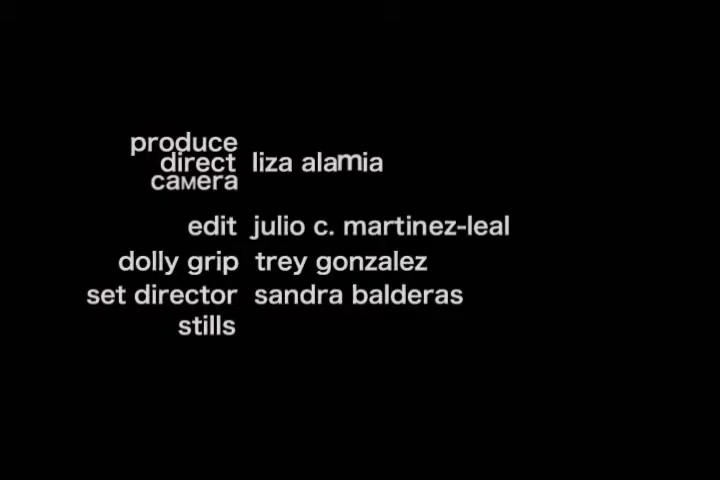 produce
direct liza alamia
camera
edit julio c. martinez-leal
dolly grip trey gonzalez
set director sandra balderas
stills